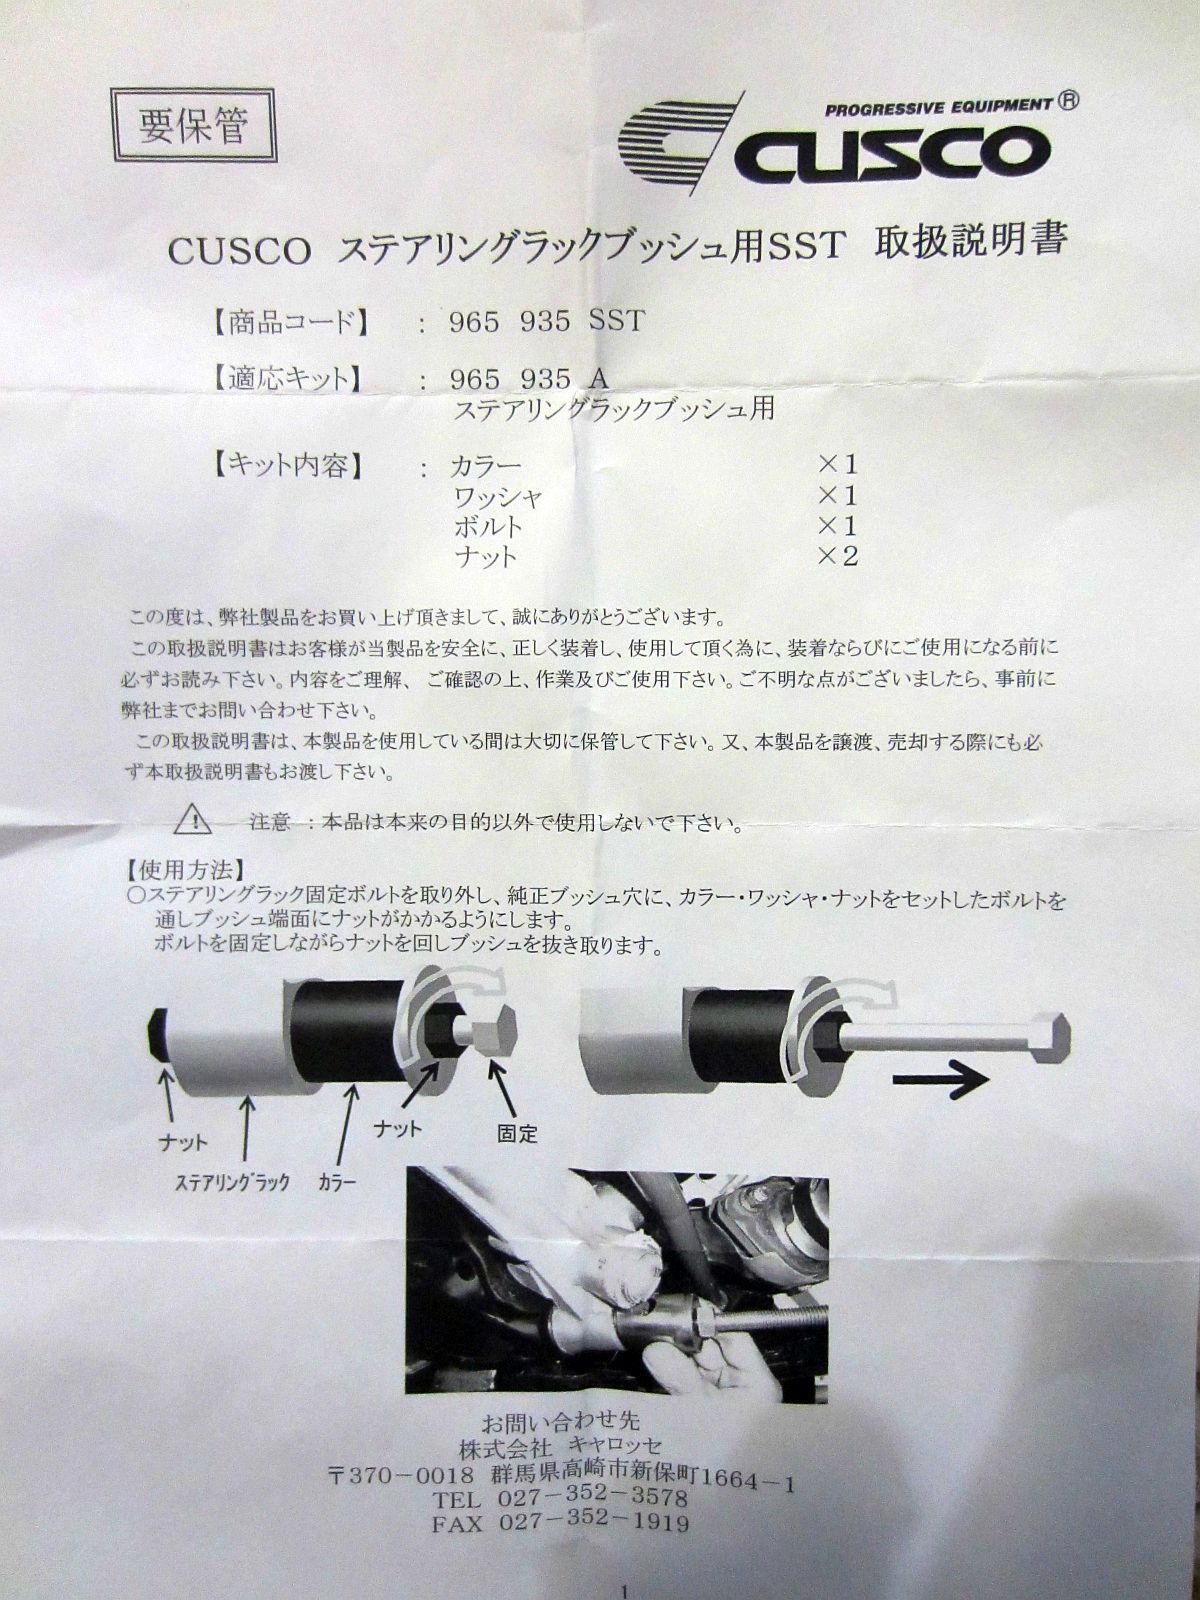 要保管
PROGRESSIVE EQUIPMENT®
CUSCO
CUSCO ステアリングラックブッシュ用SST 取扱説明書
【商品コード】 : 965 935 SST
【適応キット】 : 965 935 A
ステアリングラックブッシュ用
【キット内容】 : カラー ×1
ワッシャ ×1
ボルト ×1
ナット ×2
この度は、弊社製品をお買い上げ頂きまして、誠にありがとうございます。
この取扱説明書はお客様が当製品を安全に、正しく装着し、使用して頂く為に、装着ならびにご使用になる前に
必ずお読み下さい。内容をご理解、 ご確認の上、作業及びご使用下さい。ご不明な点がございましたら、事前に
弊社までお問い合わせ下さい。
この取扱説明書は、本製品を使用している間は大切に保管して下さい。又、本製品を譲渡、売却する際にも必
ず本取扱説明書もお渡し下さい。
! 注意 : 本品は本来の目的以外で使用しないで下さい。
【使用方法】
○ステアリングラック固定ボルトを取り外し、純正ブッシュ穴に、カラー・ワッシャ・ナットをセットしたボルトを
通しブッシュ端面にナットがかかるようにします。
ボルトを固定しながらナットを回しブッシュを抜き取ります。
ナット
ステアリングラック
カラー
ナット
固定
お問い合わせ先
株式会社 キャロッセ
〒370-0018 群馬県高崎市新保町1664-1
TEL 027-352-3578
FAX 027-352-1919
1